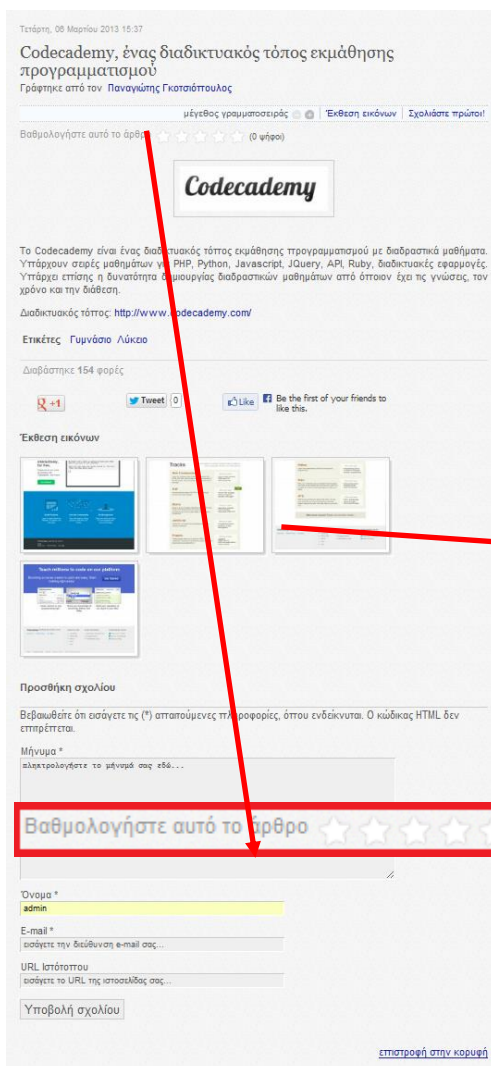 Τετάρτη, 06 Μαρτίου 2013 15:37
Codecademy, ένας διαδικτυακός τόπος εκμάθησης
προγραμματισμού
Γράφτηκε από τον Παναγιώτης Γκοτσιόπουλος
μέγεθος γραμματοσειράς Έκθεση εικόνων Σχολιάστε πρώτοι!
Βαθμολογήστε αυτό το άρθρο (0 ψήφοι)
Codecademy
Το Codecademy είναι ένας διαδικτυακός τόπος εκμάθησης προγραμματισμού με διαδραστικά μαθήματα.
Υπάρχουν σειρές μαθημάτων για PHP, Python, Javascript, JQuery, API, Ruby, διαδικτυακές εφαρμογές.
Υπάρχει επίσης η δυνατότητα δημιουργίας διαδραστικών μαθημάτων από όποιον έχει τις γνώσεις, τον
χρόνο και την διάθεση.
Διαδικτυακός τόπος: http://www.codecademy.com/
Ετικέτες Γυμνάσιο Λύκειο
Διαβάστηκε 154 φορές
g +1 Tweet 0 Like Be the first of your friends to
like this.
Έκθεση εικόνων
Tracks
Προσθήκη σχολίου
Βεβαιωθείτε ότι εισάγετε τις (*) απαιτούμενες πληροφορίες, όπου ενδείκνυται. Ο κώδικας HTML δεν
επιτρέπεται.
Μήνυμα *
πληκτρολογήστε το μήνυμά σας εδώ...
Βαθμολογήστε αυτό το άρθρο
Όνομα *
admin
E-mail *
εισάγετε την διεύθυνση e-mail σας...
URL Ιστότοπου
εισάγετε το URL της ιστοσελίδας σας...
Υποβολή σχολίου
επιστροφή στην κορυφή